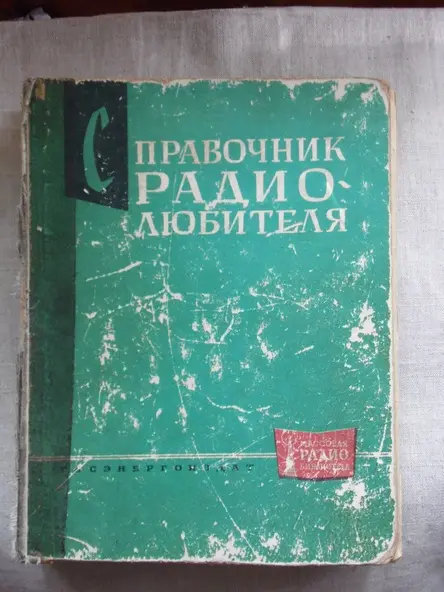 СПРАВОЧНИК
РАДИО-
ЛЮБИТЕЛЯ
МАССОВАЯ
РАДИО
БИБЛИОТЕКА
ГОСЭНЕРГОИЗДАТ